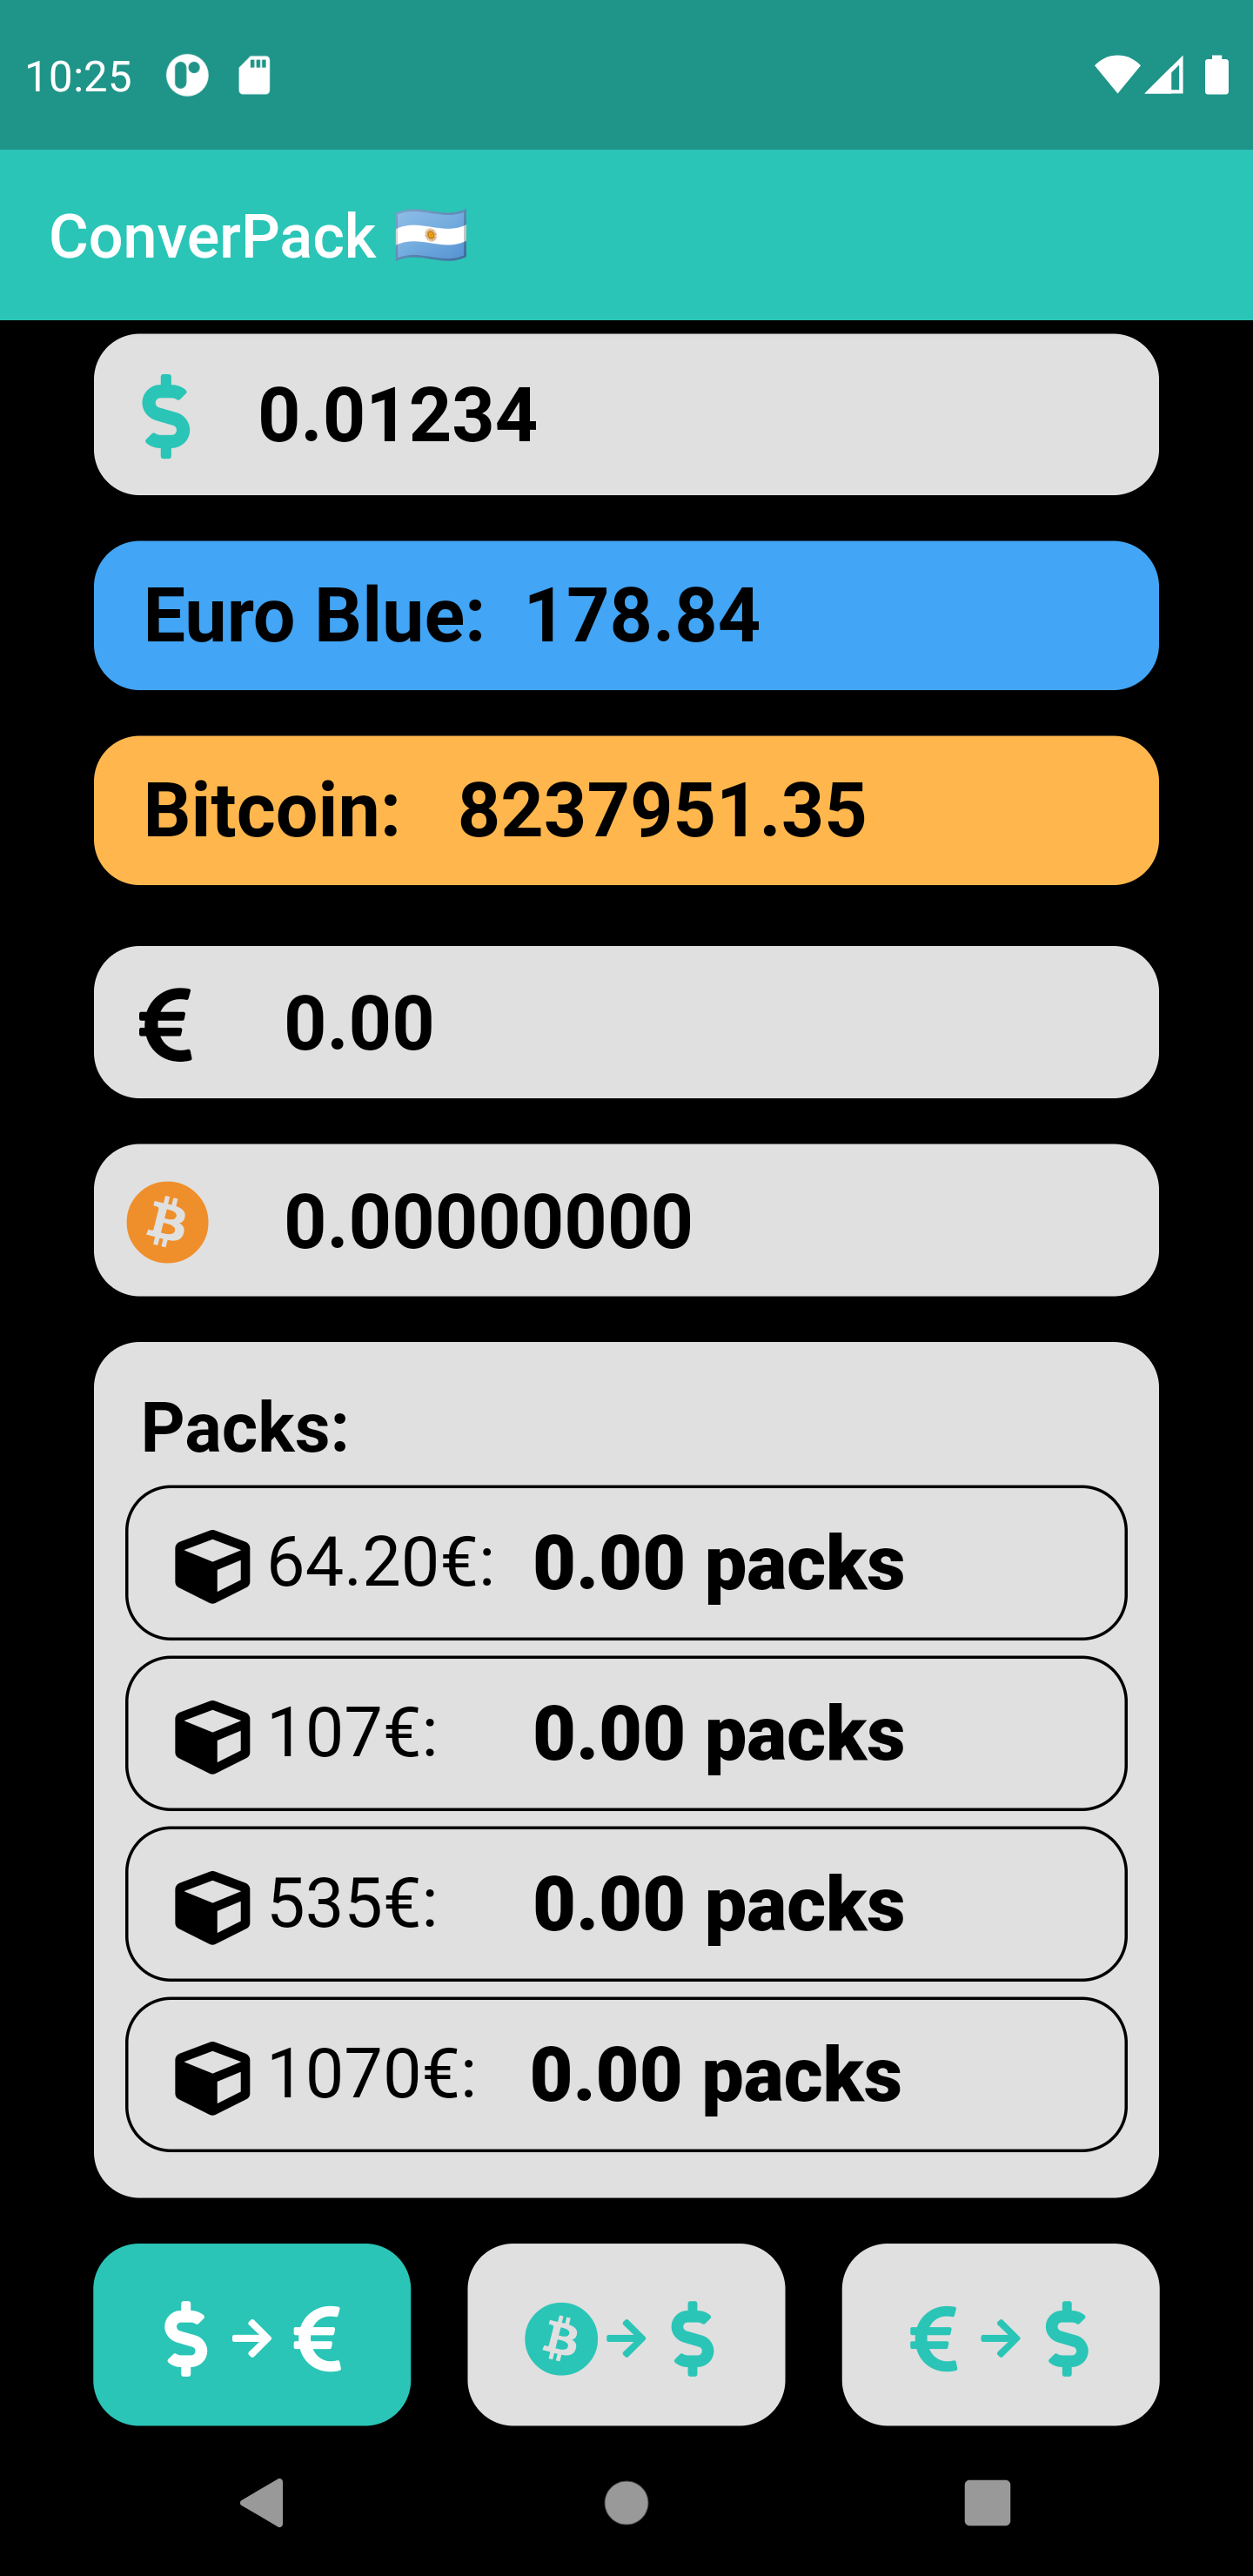 10:25
ConverPack 🇦🇷
$ 0.01234
Euro Blue: 178.84
Bitcoin: 8237951.35
€ 0.00
₿ 0.00000000
Packs:
64.20€: 0.00 packs
107€: 0.00 packs
535€: 0.00 packs
1070€: 0.00 packs
$ → € ₿ → $ € → $